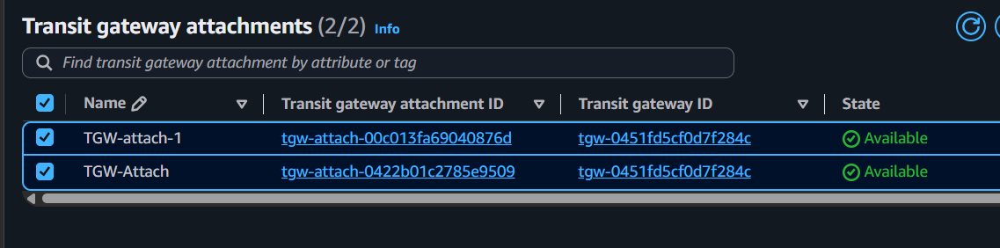 Transit gateway attachments (2/2) Info
Find transit gateway attachment by attribute or tag
Name Transit gateway attachment ID Transit gateway ID State
TGW-attach-1 tgw-attach-00c013fa69040876d tgw-0451fd5cf0d7f284c Available
TGW-Attach tgw-attach-0422b01c2785e9509 tgw-0451fd5cf0d7f284c Available